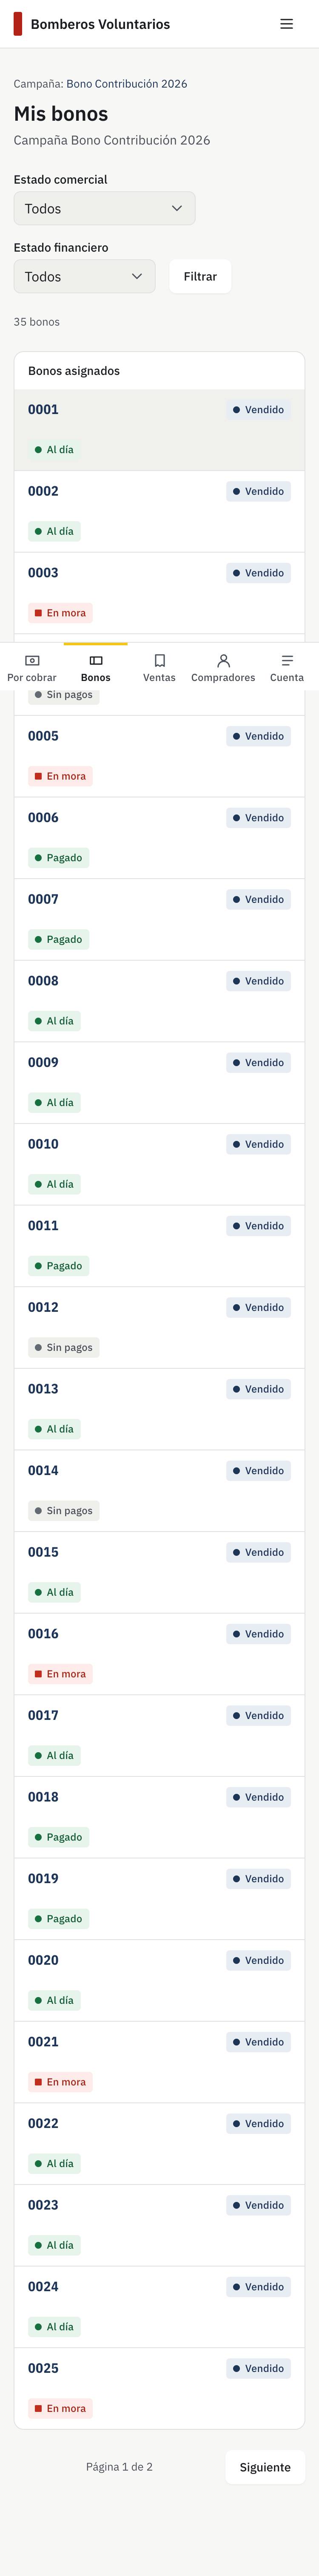 Bomberos Voluntarios
Campaña: Bono Contribución 2026
Mis bonos
Campaña Bono Contribución 2026
Estado comercial
Todos
Estado financiero
Todos
Filtrar
35 bonos
Bonos asignados
0001 Vendido
Al día
0002 Vendido
Al día
0003 Vendido
En mora
Por cobrar Bonos Ventas Compradores Cuenta
Sin pagos
0005 Vendido
En mora
0006 Vendido
Pagado
0007 Vendido
Pagado
0008 Vendido
Al día
0009 Vendido
Al día
0010 Vendido
Al día
0011 Vendido
Pagado
0012 Vendido
Sin pagos
0013 Vendido
Al día
0014 Vendido
Sin pagos
0015 Vendido
Al día
0016 Vendido
En mora
0017 Vendido
Al día
0018 Vendido
Pagado
0019 Vendido
Pagado
0020 Vendido
Al día
0021 Vendido
En mora
0022 Vendido
Al día
0023 Vendido
Al día
0024 Vendido
Al día
0025 Vendido
En mora
Página 1 de 2
Siguiente